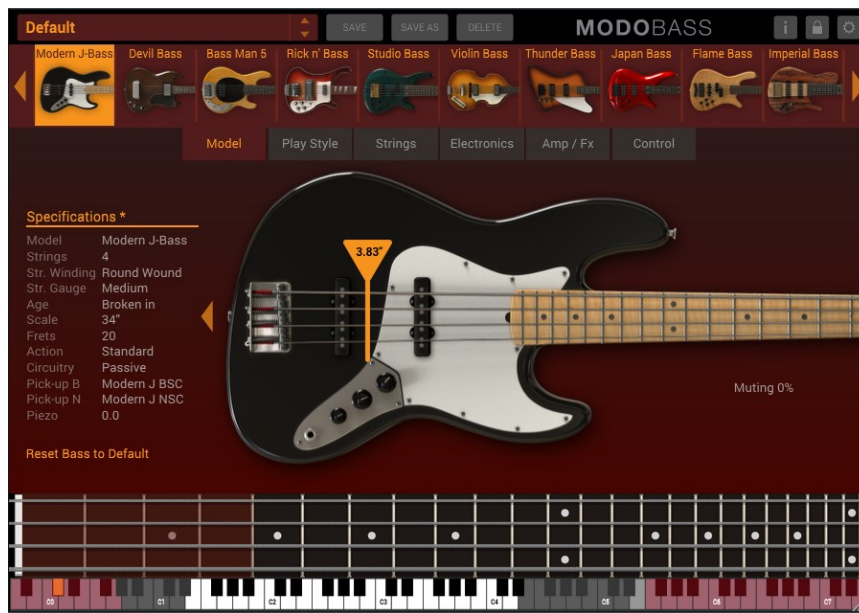 Default
SAVE
SAVE AS
DELETE
MODOBASS
i
Modern J-Bass
Devil Bass
Bass Man 5
Rick n' Bass
Studio Bass
Violin Bass
Thunder Bass
Japan Bass
Flame Bass
Imperial Bass
Model
Play Style
Strings
Electronics
Amp / Fx
Control
Specifications *
Model Modern J-Bass
Strings 4
Str. Winding Round Wound
Str. Gauge Medium
Age Broken in
Scale 34"
Frets 20
Action Standard
Circuitry Passive
Pick-up B Modern J BSC
Pick-up N Modern J NSC
Piezo 0.0
3.83"
Muting 0%
Reset Bass to Default
C0
C1
C2
C3
C4
C5
C6
C7